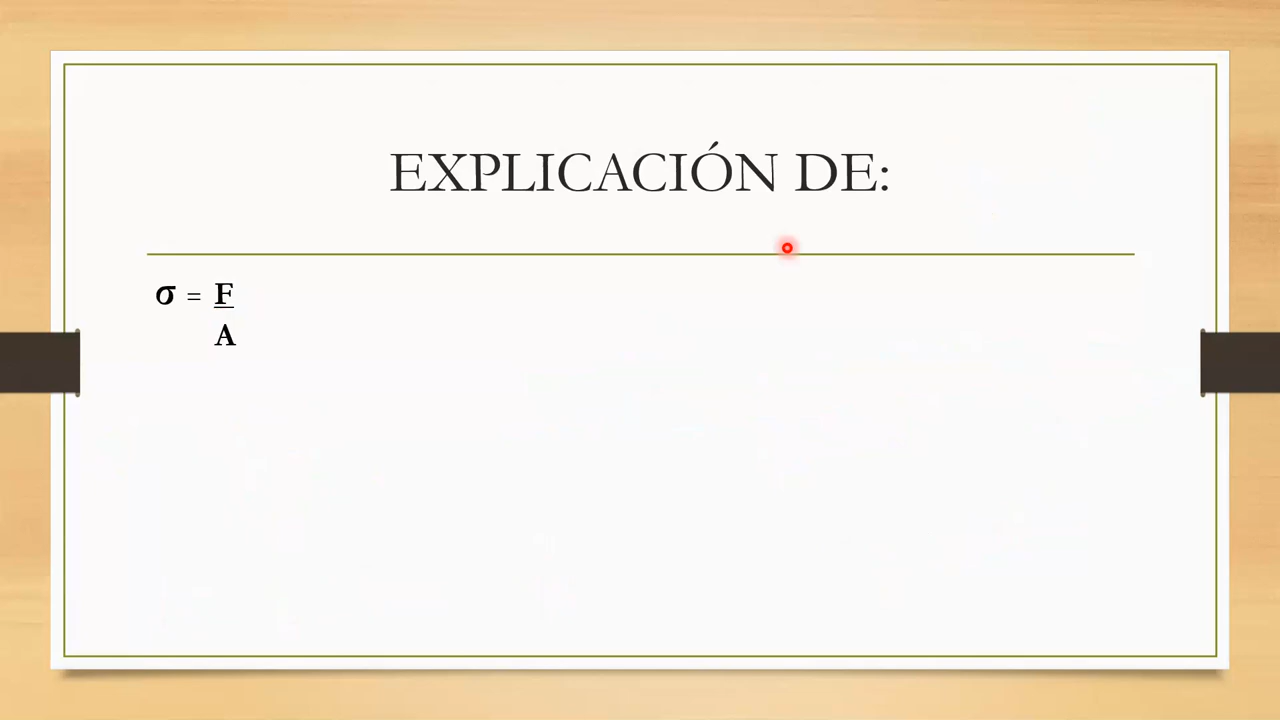 EXPLICACIÓN DE:
σ = F
A